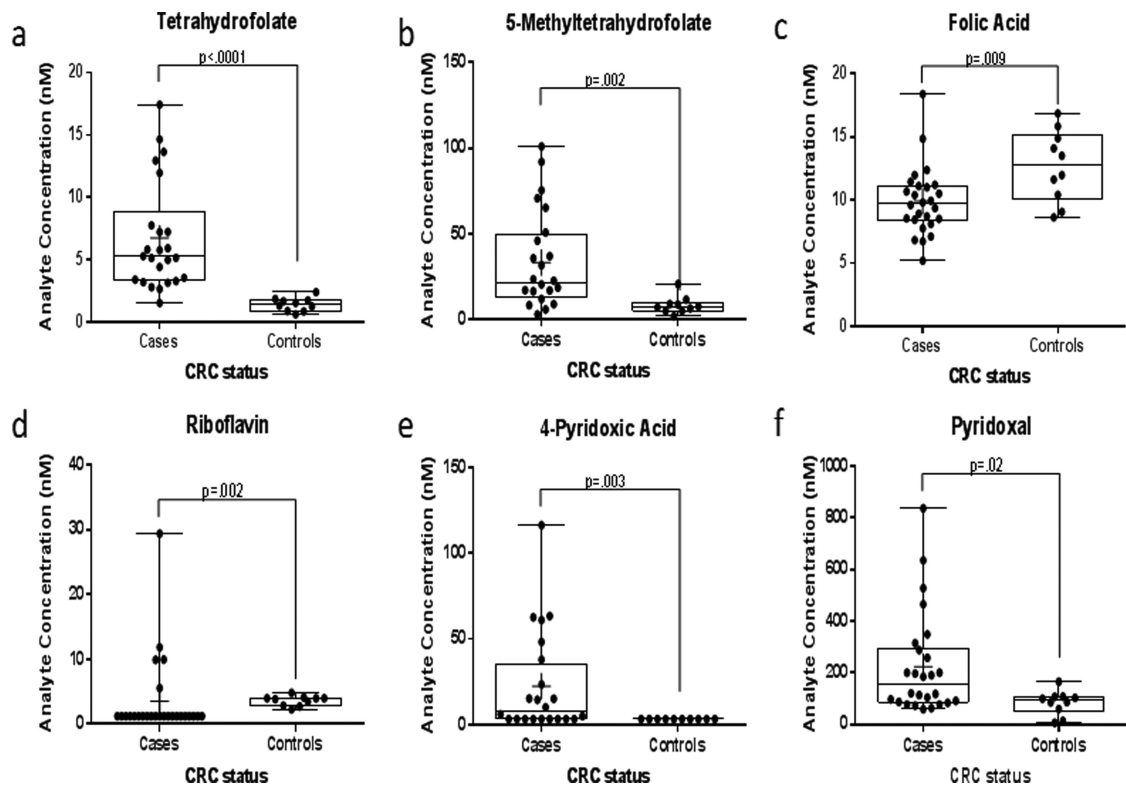 a
Tetrahydrofolate
p<.0001
20
15
10
5
0
Analyte Concentration (nM)
Cases
Controls
CRC status
b
5-Methyltetrahydrofolate
p=.002
150
100
50
0
Analyte Concentration (nM)
Cases
Controls
CRC status
c
Folic Acid
p=.009
20
15
10
5
0
Analyte Concentration (nM)
Cases
Controls
CRC status
d
Riboflavin
p=.002
40
30
20
10
0
Analyte Concentration (nM)
Cases
Controls
CRC status
e
4-Pyridoxic Acid
p=.003
150
100
50
0
Analyte Concentration (nM)
Cases
Controls
CRC status
f
Pyridoxal
p=.02
1000
800
600
400
200
0
Analyte Concentration (nM)
Cases
Controls
CRC status